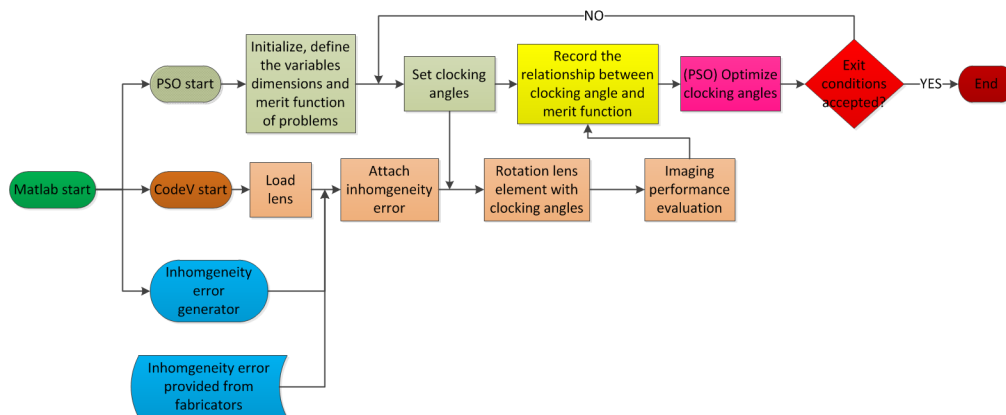 NO
Initialize, define
the variables
dimensions and
merit function
of problems
Record the
relationship between
clocking angle and
merit function
PSO start
Set clocking
angles
(PSO) Optimize
clocking angles
Exit
conditions
accepted?
YES
End
Matlab start
CodeV start
Load
lens
Attach
inhomgeneity
error
Rotation lens
element with
clocking angles
Imaging
performance
evaluation
Inhomgeneity
error
generator
Inhomgeneity error
provided from
fabricators